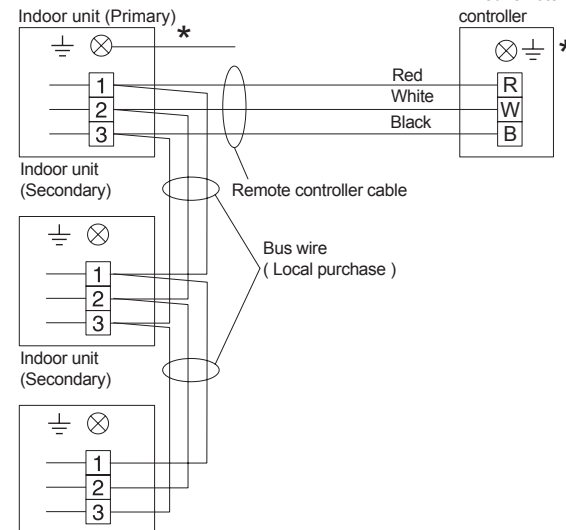 Indoor unit (Primary)
controller
*
*
1
2
3
Red
White
Black
R
W
B
Indoor unit
(Secondary)
Remote controller cable
Bus wire
( Local purchase )
1
2
3
Indoor unit
(Secondary)
1
2
3